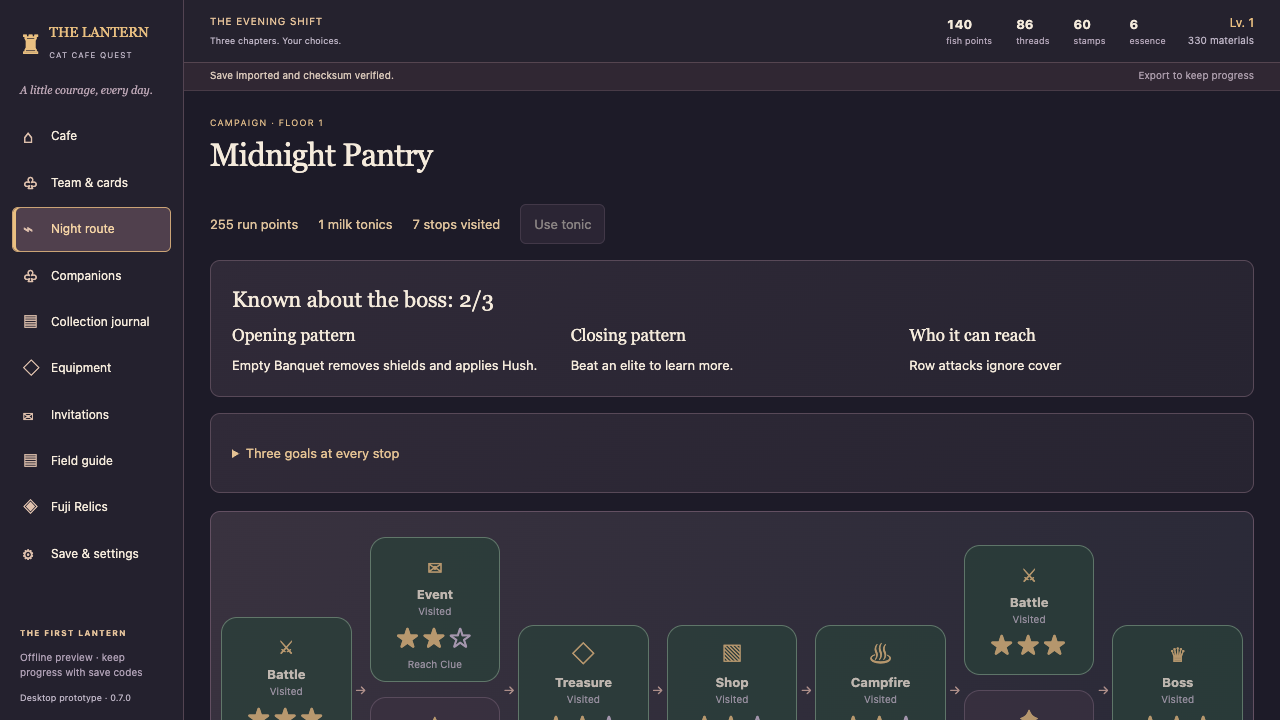 THE LANTERN
CAT CAFE QUEST
A little courage, every day.
Cafe
Team & cards
Night route
Companions
Collection journal
Equipment
Invitations
Field guide
Fuji Relics
Save & settings
THE FIRST LANTERN
Offline preview · keep
progress with save codes
Desktop prototype · 0.7.0
THE EVENING SHIFT
Three chapters. Your choices.
140
fish points
86
threads
60
stamps
6
essence
Lv. 1
330 materials
Save imported and checksum verified.
Export to keep progress
CAMPAIGN · FLOOR 1
Midnight Pantry
255 run points
1 milk tonics
7 stops visited
Use tonic
Known about the boss: 2/3
Opening pattern
Empty Banquet removes shields and applies Hush.
Closing pattern
Beat an elite to learn more.
Who it can reach
Row attacks ignore cover
Three goals at every stop
Battle
Visited
Event
Visited
Reach Clue
Treasure
Visited
Shop
Visited
Campfire
Visited
Battle
Visited
Boss
Visited